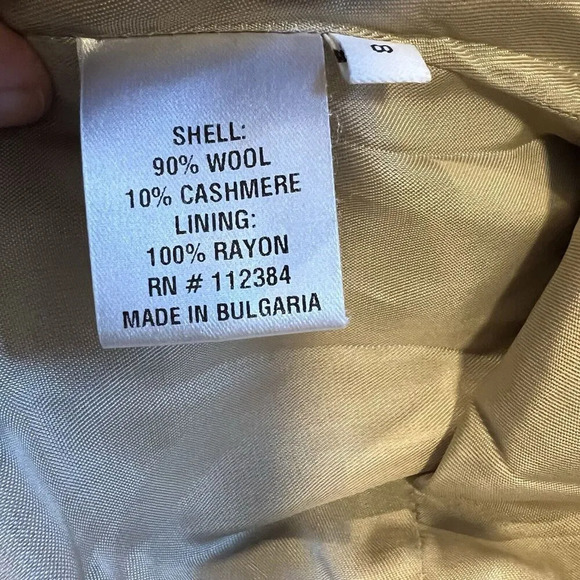 SHELL:
90% WOOL
10% CASHMERE
LINING:
100% RAYON
RN # 112384
MADE IN BULGARIA
8